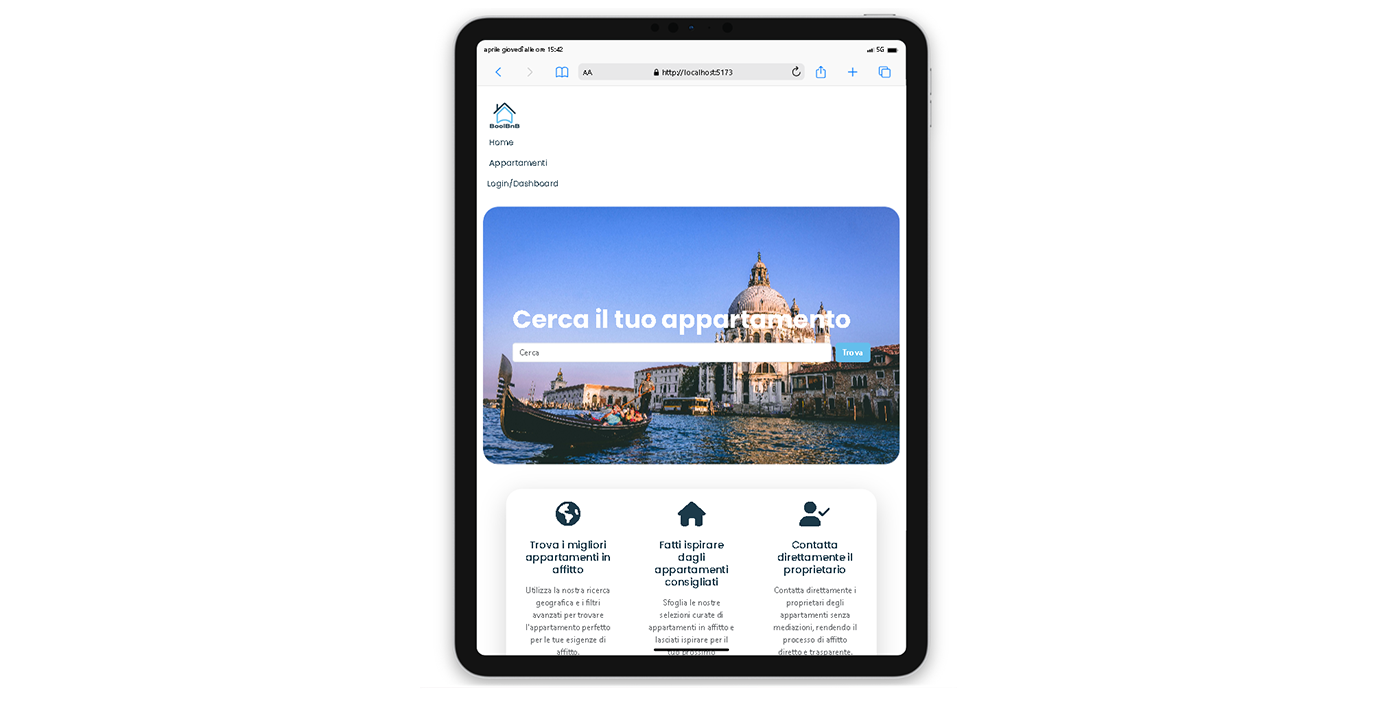 aprile giovedì alle ore 15:42
5G
AA
http://localhost:5173
BoolBnB
Home
Appartamenti
Login/Dashboard
Cerca il tuo appartamento
Cerca
Trova
Trova i migliori
appartamenti in
affitto
Utilizza la nostra ricerca
geografica e i filtri
avanzati per trovare
l'appartamento perfetto
per le tue esigenze di
affitto.
Fatti ispirare
dagli
appartamenti
consigliati
Sfoglia le nostre
selezioni curate di
appartamenti in affitto e
lasciati ispirare per il
tuo prossimo
Contatta
direttamente il
proprietario
Contatta direttamente i
proprietari degli
appartamenti senza
mediazioni, rendendo il
processo di affitto
diretto e trasparente.